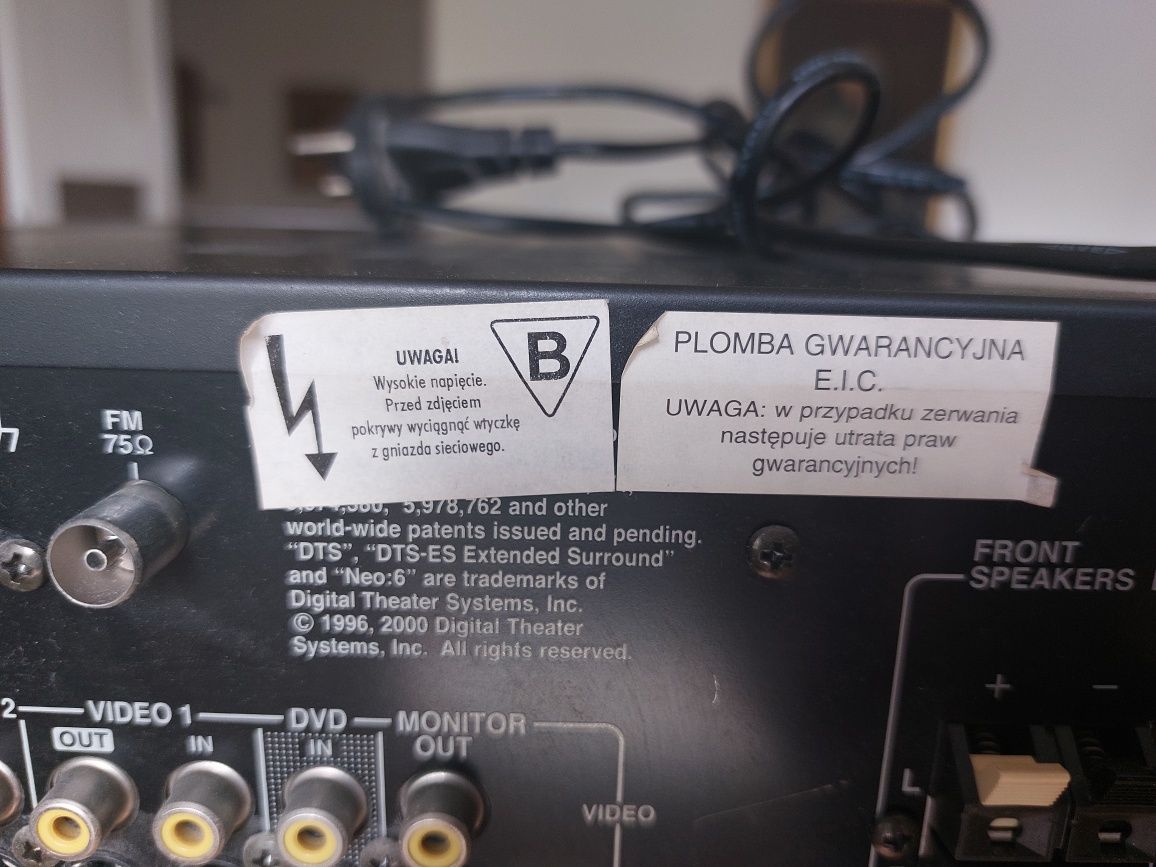 UWAGA!
Wysokie napięcie.
Przed zdjęciem
pokrywy wyciągnąć wtyczkę
z gniazda sieciowego.
B
PLOMBA GWARANCYJNA
E.I.C.
UWAGA: w przypadku zerwania
następuje utrata praw
gwarancyjnych!
FM
75Ω
5,978,762 and other
world-wide patents issued and pending.
“DTS”, “DTS-ES Extended Surround”
and “Neo:6” are trademarks of
Digital Theater Systems, Inc.
© 1996, 2000 Digital Theater
Systems, Inc. All rights reserved.
FRONT
SPEAKERS
+ −
L
2 VIDEO 1 DVD MONITOR
OUT IN IN OUT
VIDEO